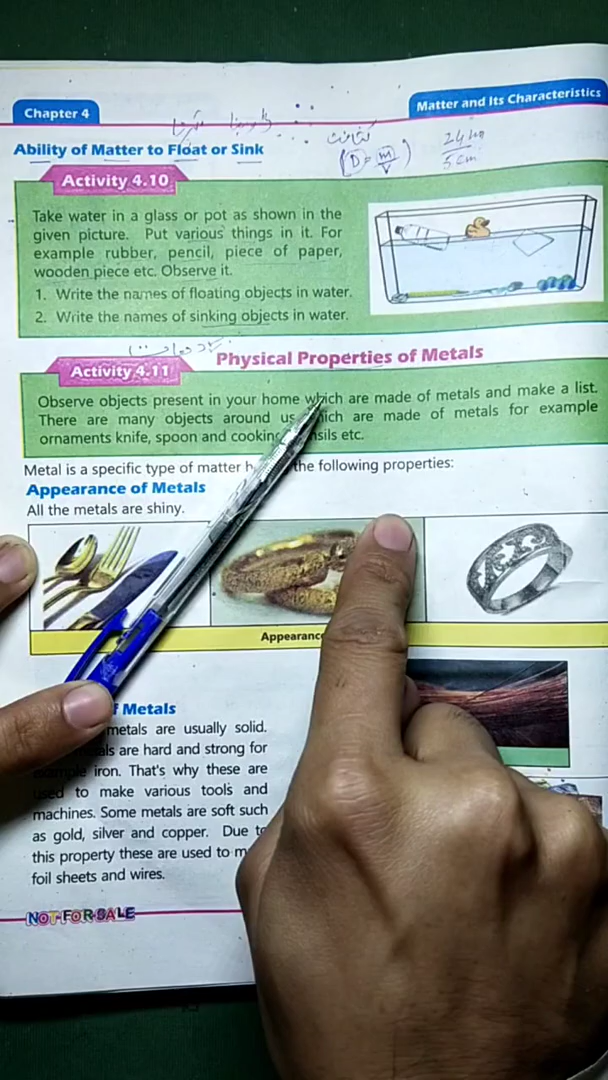 Chapter 4
Matter and Its Characteristics
Ability of Matter to Float or Sink
کثافت
(D = m/V)
24
5 cm
Activity 4.10
Take water in a glass or pot as shown in the
given picture. Put various things in it. For
example rubber, pencil, piece of paper,
wooden piece etc. Observe it.
1. Write the names of floating objects in water.
2. Write the names of sinking objects in water.
Physical Properties of Metals
Activity 4.11
Observe objects present in your home which are made of metals and make a list.
There are many objects around us which are made of metals for example
ornaments knife, spoon and cooking etc.
Metal is a specific type of matter the following properties:
Appearance of Metals
All the metals are shiny.
Appearance
Metals
metals are usually solid.
are hard and strong for
example iron. That's why these are
used to make various tools and
machines. Some metals are soft such
as gold, silver and copper. Due to
this property these are used to
foil sheets and wires.
NOT FOR SALE